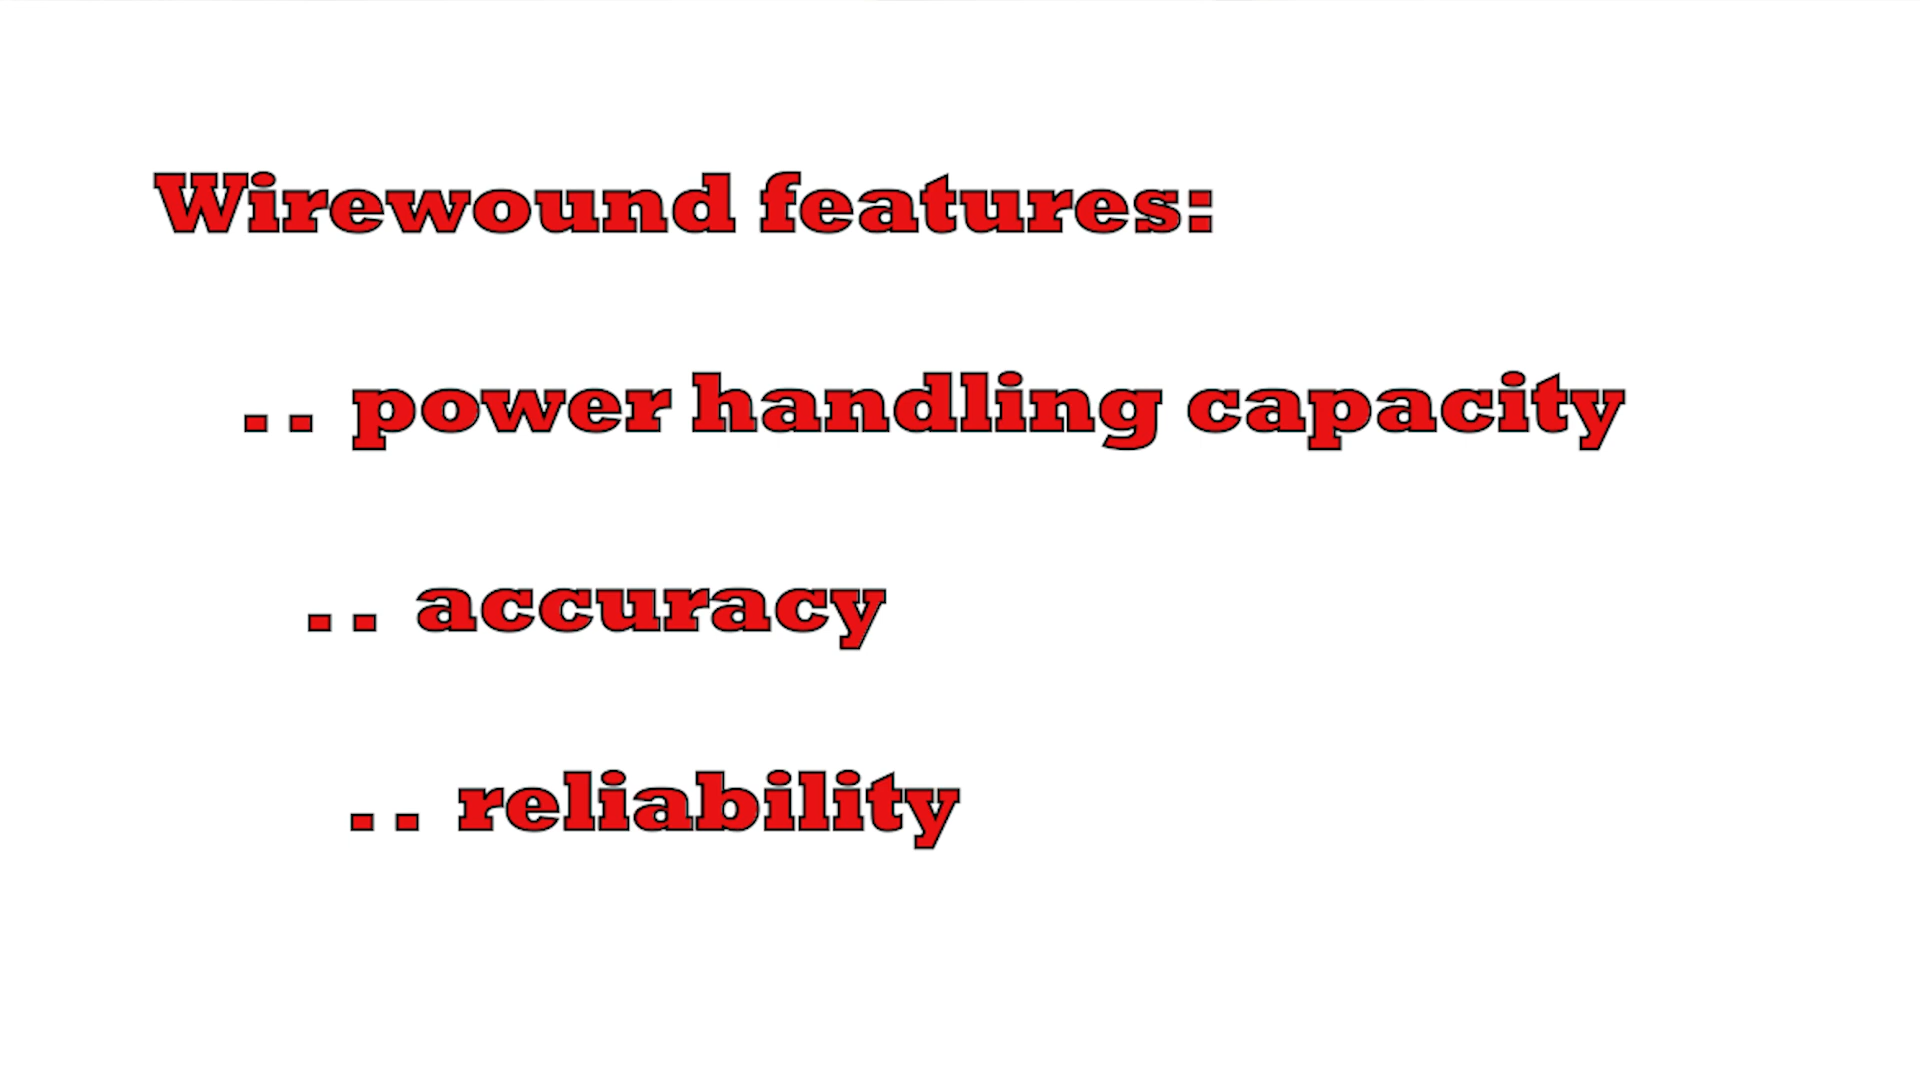 Wirewound features:
.. power handling capacity
.. accuracy
.. reliability